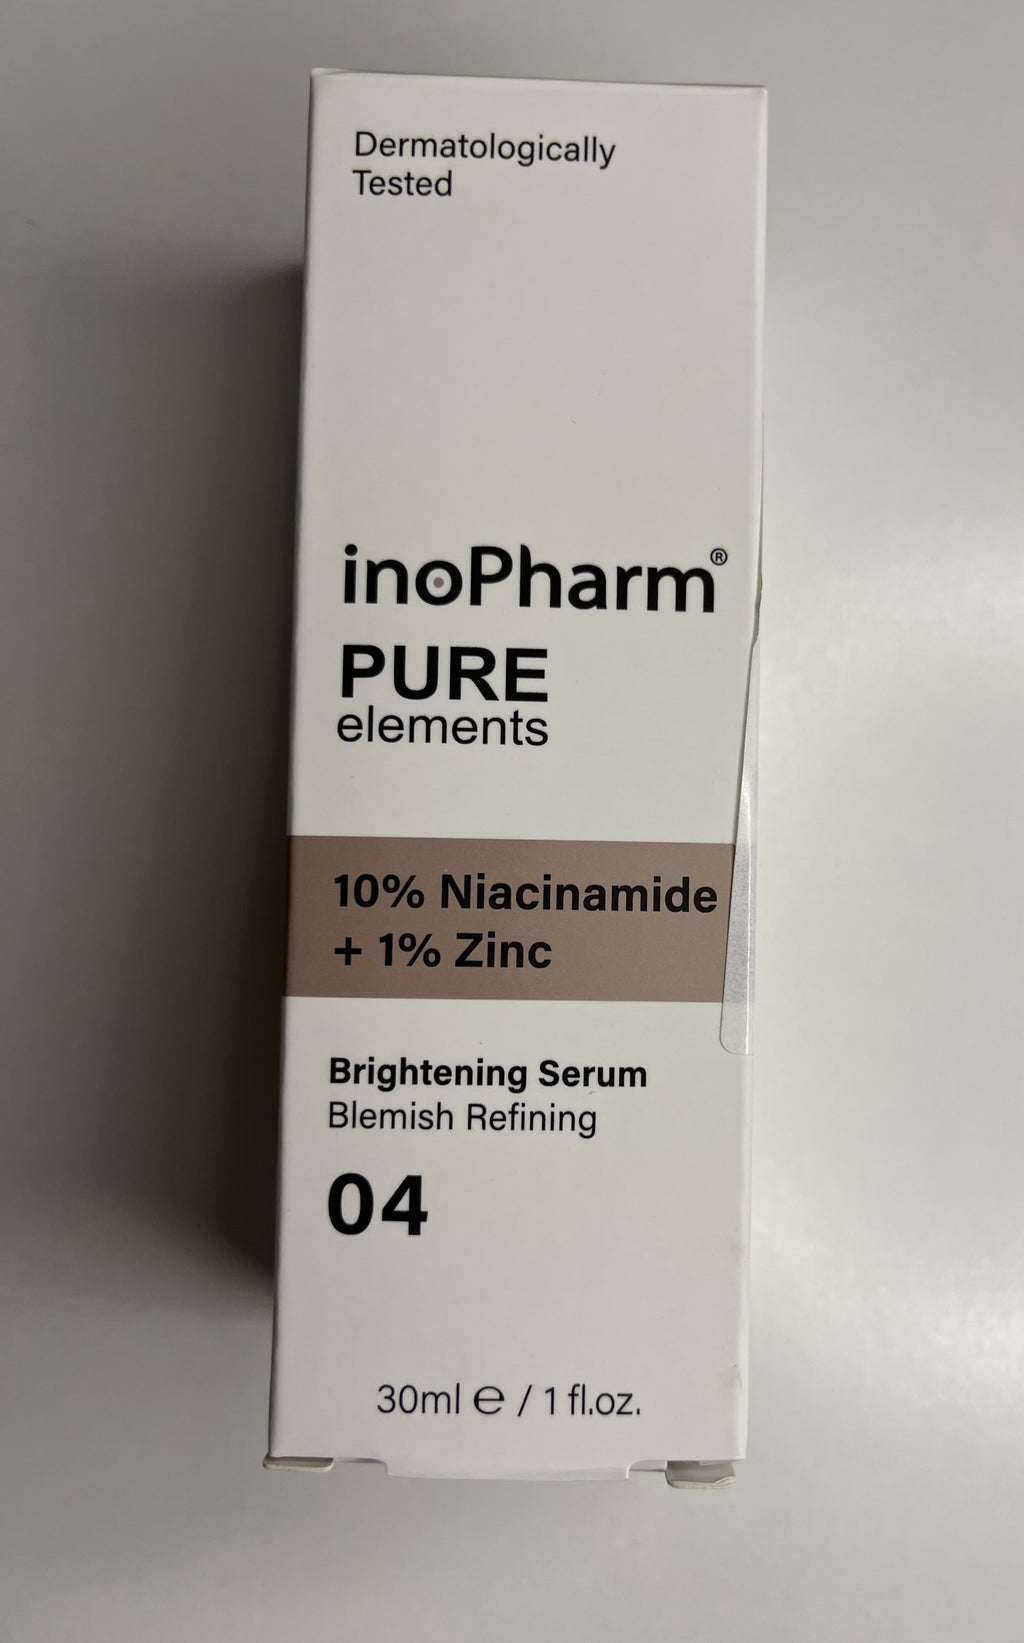 Dermatologically
Tested
inoPharm®
PURE
elements
10% Niacinamide
+ 1% Zinc
Brightening Serum
Blemish Refining
04
30ml ℮ / 1 fl.oz.